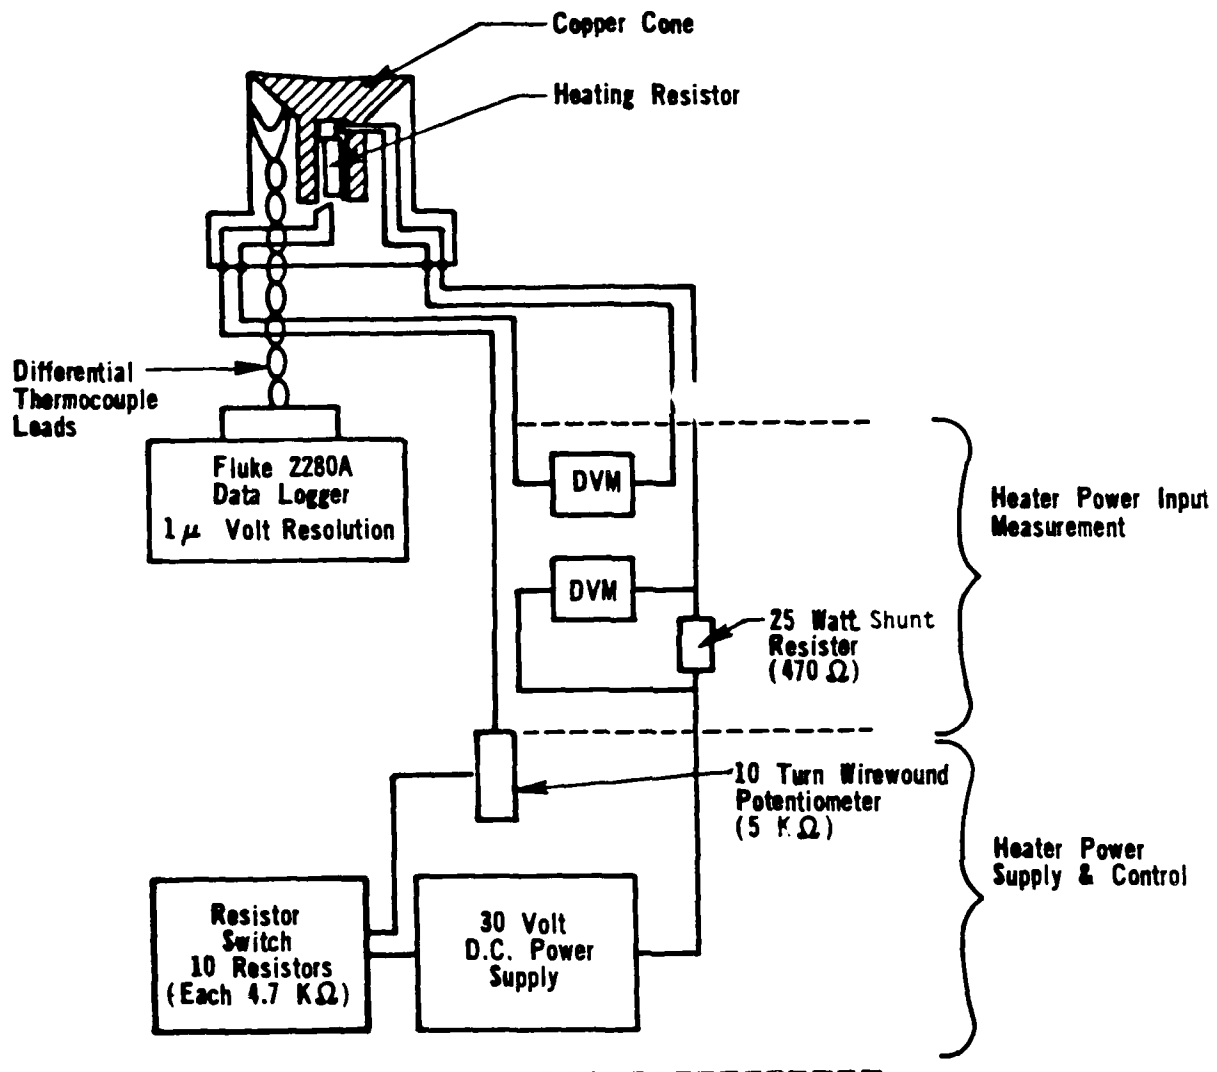 Copper Cone
Heating Resistor
Differential
Thermocouple
Leads
Fluke 2280A
Data Logger
1 μ Volt Resolution
DVM
Heater Power Input
Measurement
DVM
25 Watt Shunt
Resistor
(470 Ω)
10 Turn Wirewound
Potentiometer
(5 KΩ)
Heater Power
Supply & Control
Resistor
Switch
10 Resistors
(Each 4.7 KΩ)
30 Volt
D.C. Power
Supply